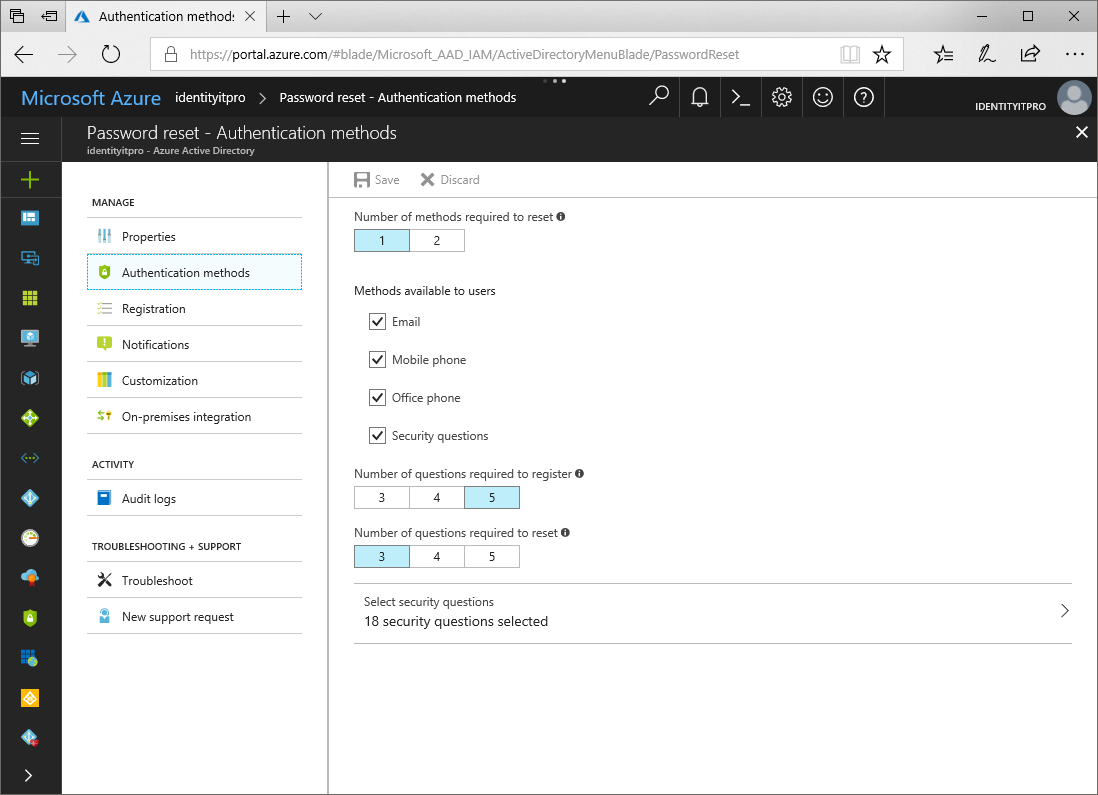 Authentication methods
https://portal.azure.com/#blade/Microsoft_AAD_IAM/ActiveDirectoryMenuBlade/PasswordReset
Microsoft Azure identityitpro > Password reset - Authentication methods
IDENTITYITPRO
Password reset - Authentication methods
identityitpro - Azure Active Directory
MANAGE
Properties
Authentication methods
Registration
Notifications
Customization
On-premises integration
ACTIVITY
Audit logs
TROUBLESHOOTING + SUPPORT
Troubleshoot
New support request
Save Discard
Number of methods required to reset
1 2
Methods available to users
Email
Mobile phone
Office phone
Security questions
Number of questions required to register
3 4 5
Number of questions required to reset
3 4 5
Select security questions
18 security questions selected